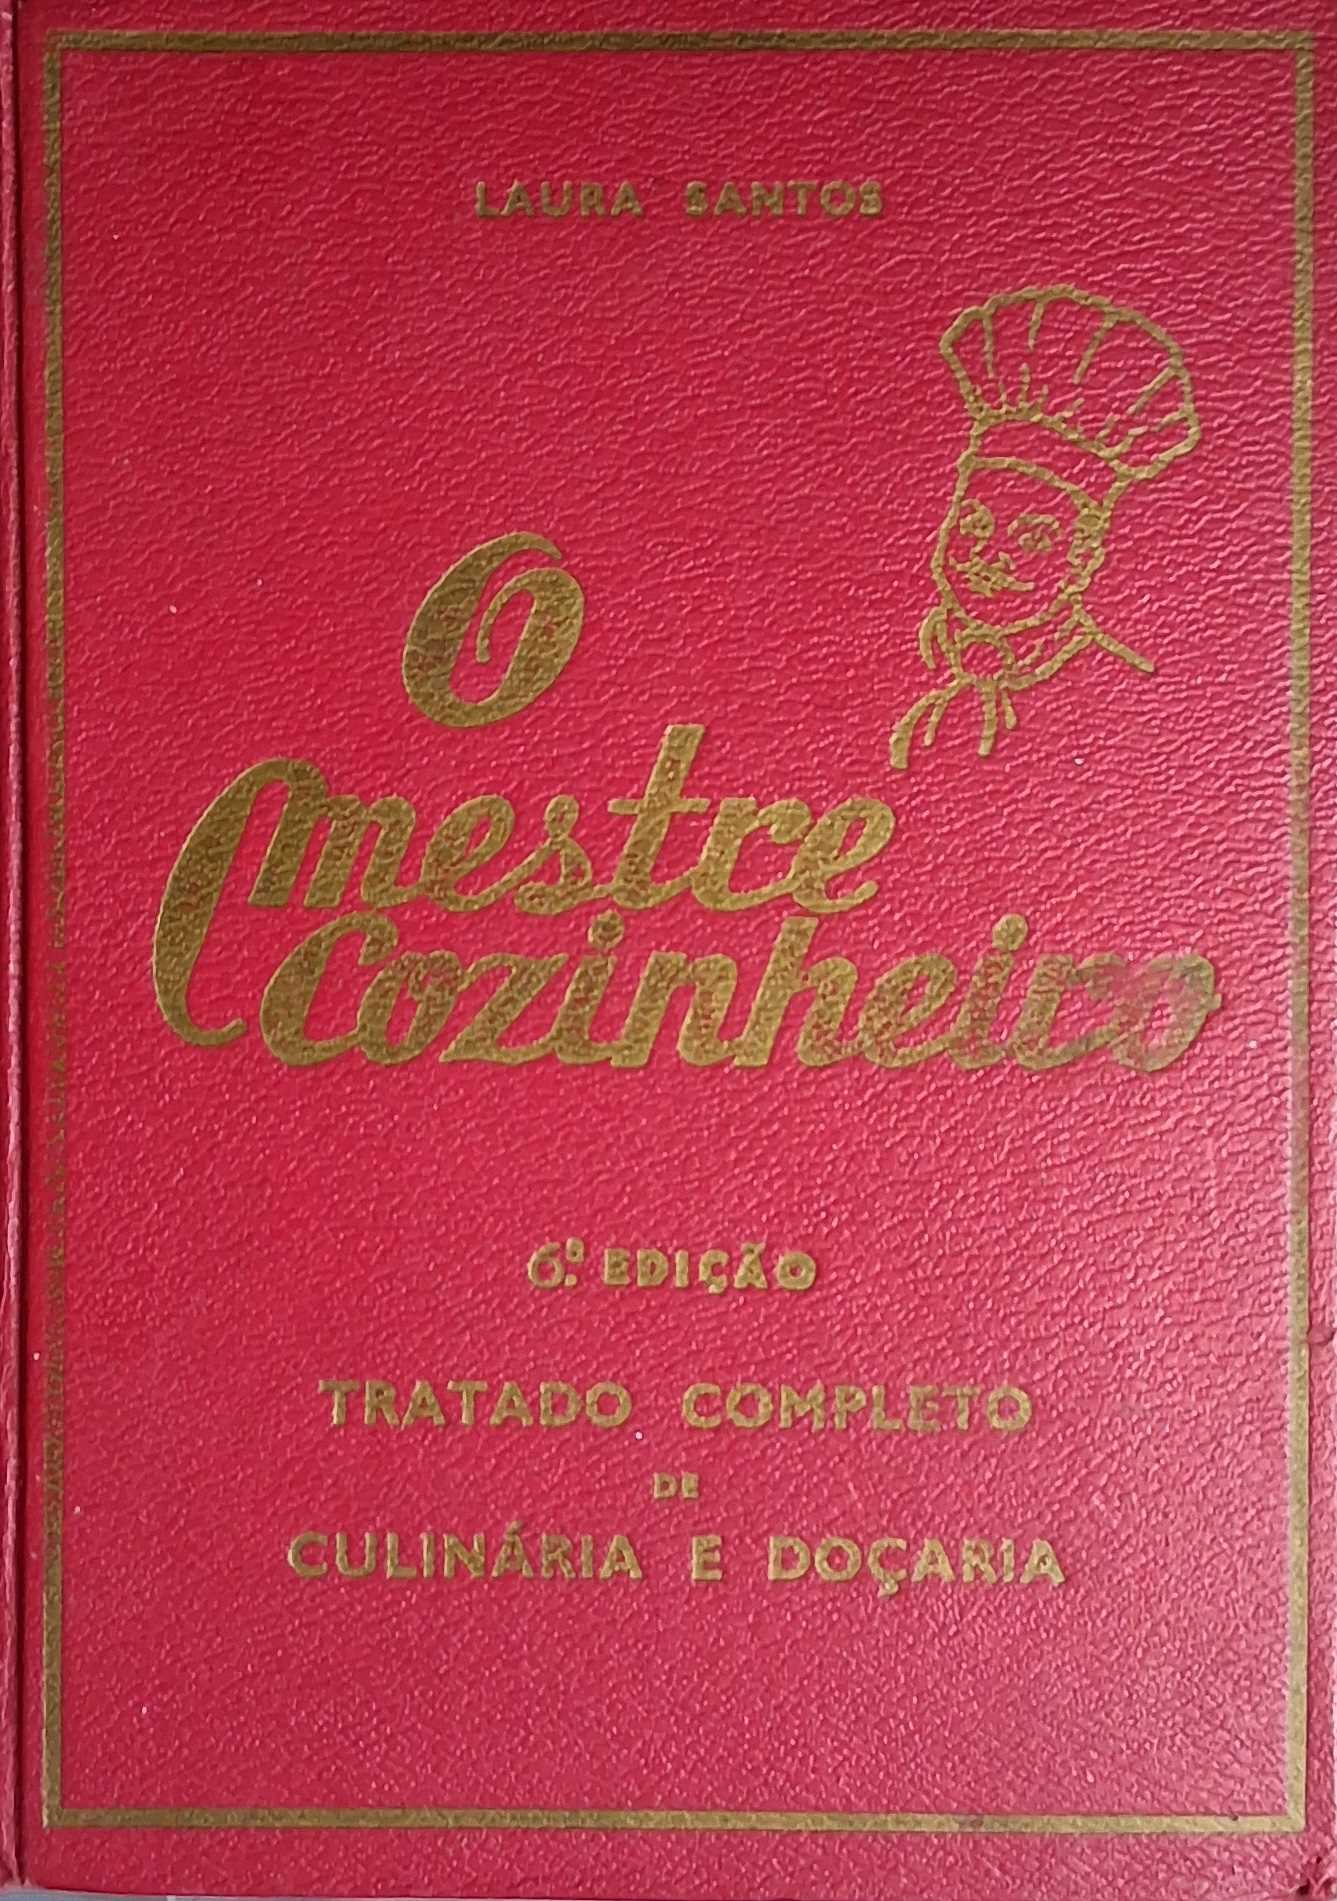 LAURA SANTOS
O
mestre
Cozinheiro
6.ª EDIÇÃO
TRATADO COMPLETO
DE
CULINÁRIA E DOÇARIA